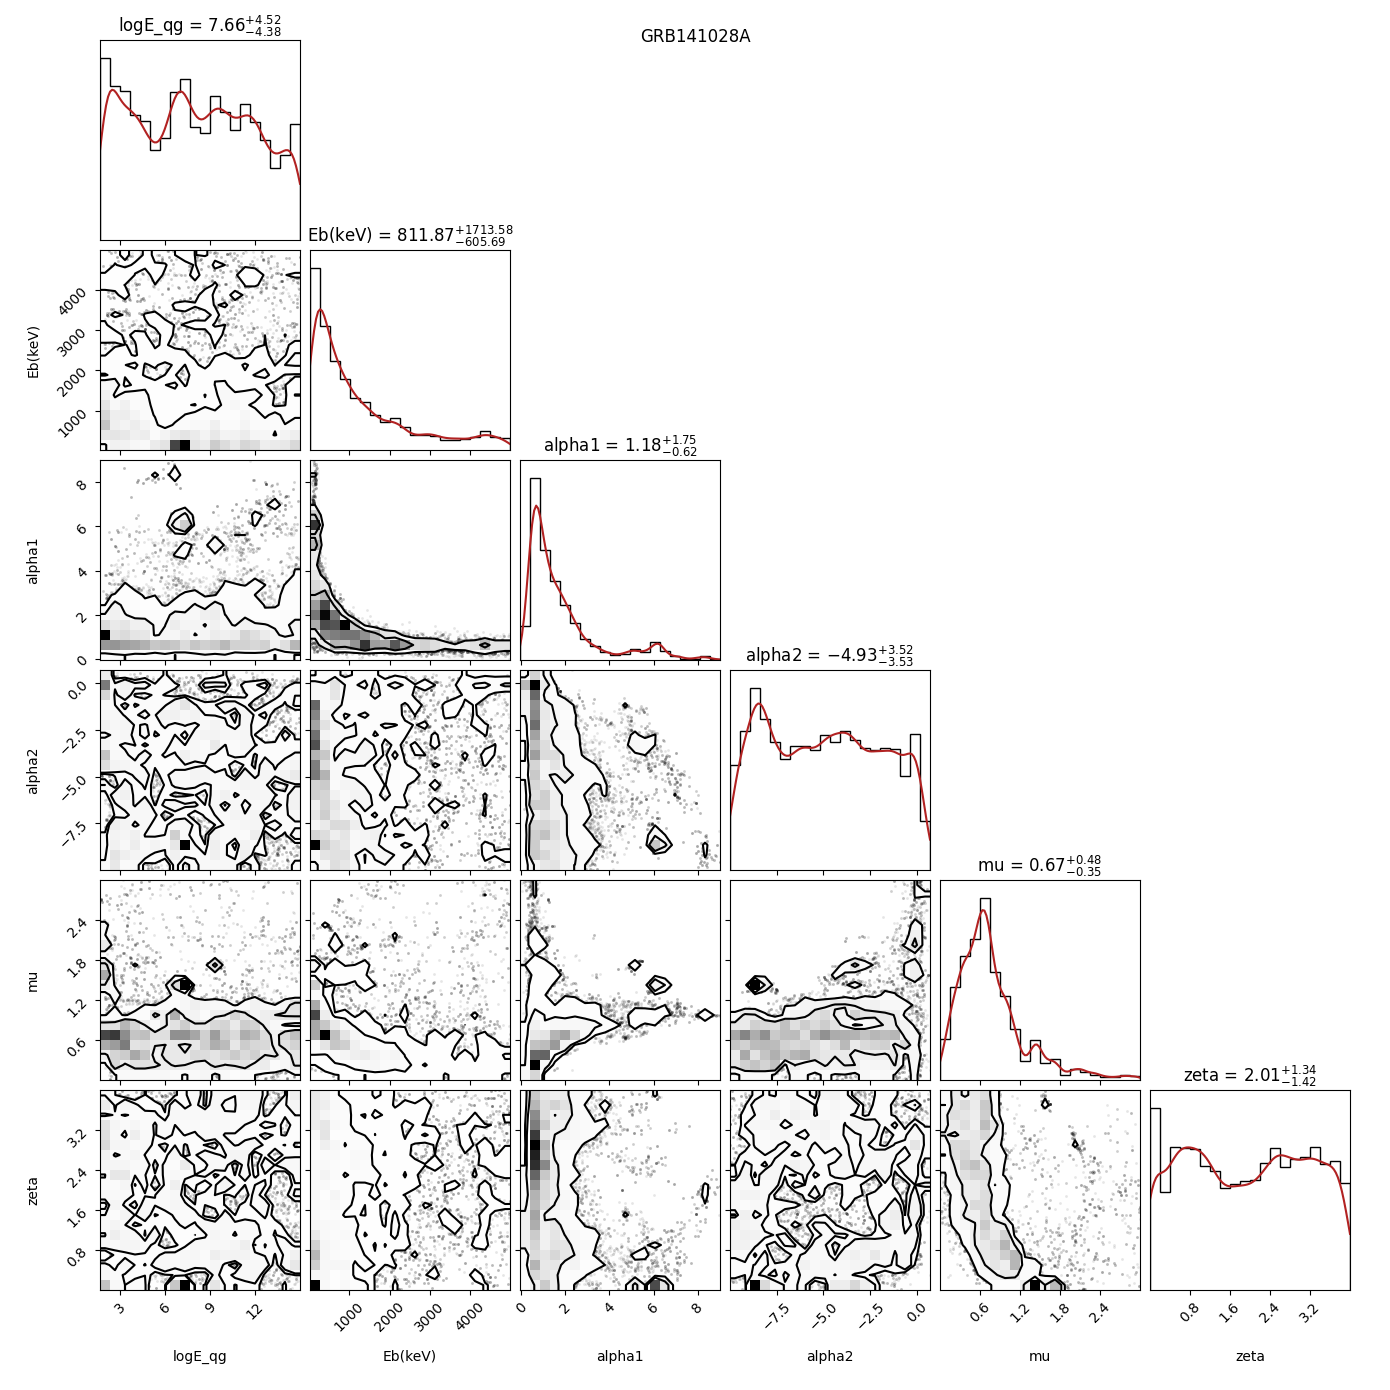 logE_qg = 7.66+4.52 −4.38
GRB141028A
Eb(keV) = 811.87+1713.58 −605.69
Eb(keV)
4000
3000
2000
1000
alpha1 = 1.18+1.75 −0.62
alpha1
8
6
4
2
0
alpha2 = −4.93+3.52 −3.53
alpha2
0.0
−2.5
−5.0
−7.5
mu = 0.67+0.48 −0.35
mu
2.4
1.8
1.2
0.6
zeta = 2.01+1.34 −1.42
zeta
3.2
2.4
1.6
0.8
3 6 9 12
1000 2000 3000 4000
0 2 4 6 8
−7.5 −5.0 −2.5 0.0
0.6 1.2 1.8 2.4
0.8 1.6 2.4 3.2
logE_qg Eb(keV) alpha1 alpha2 mu zeta